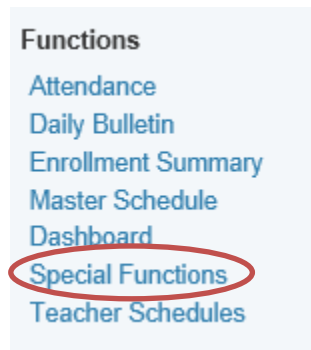 Functions
Attendance
Daily Bulletin
Enrollment Summary
Master Schedule
Dashboard
Special Functions
Teacher Schedules